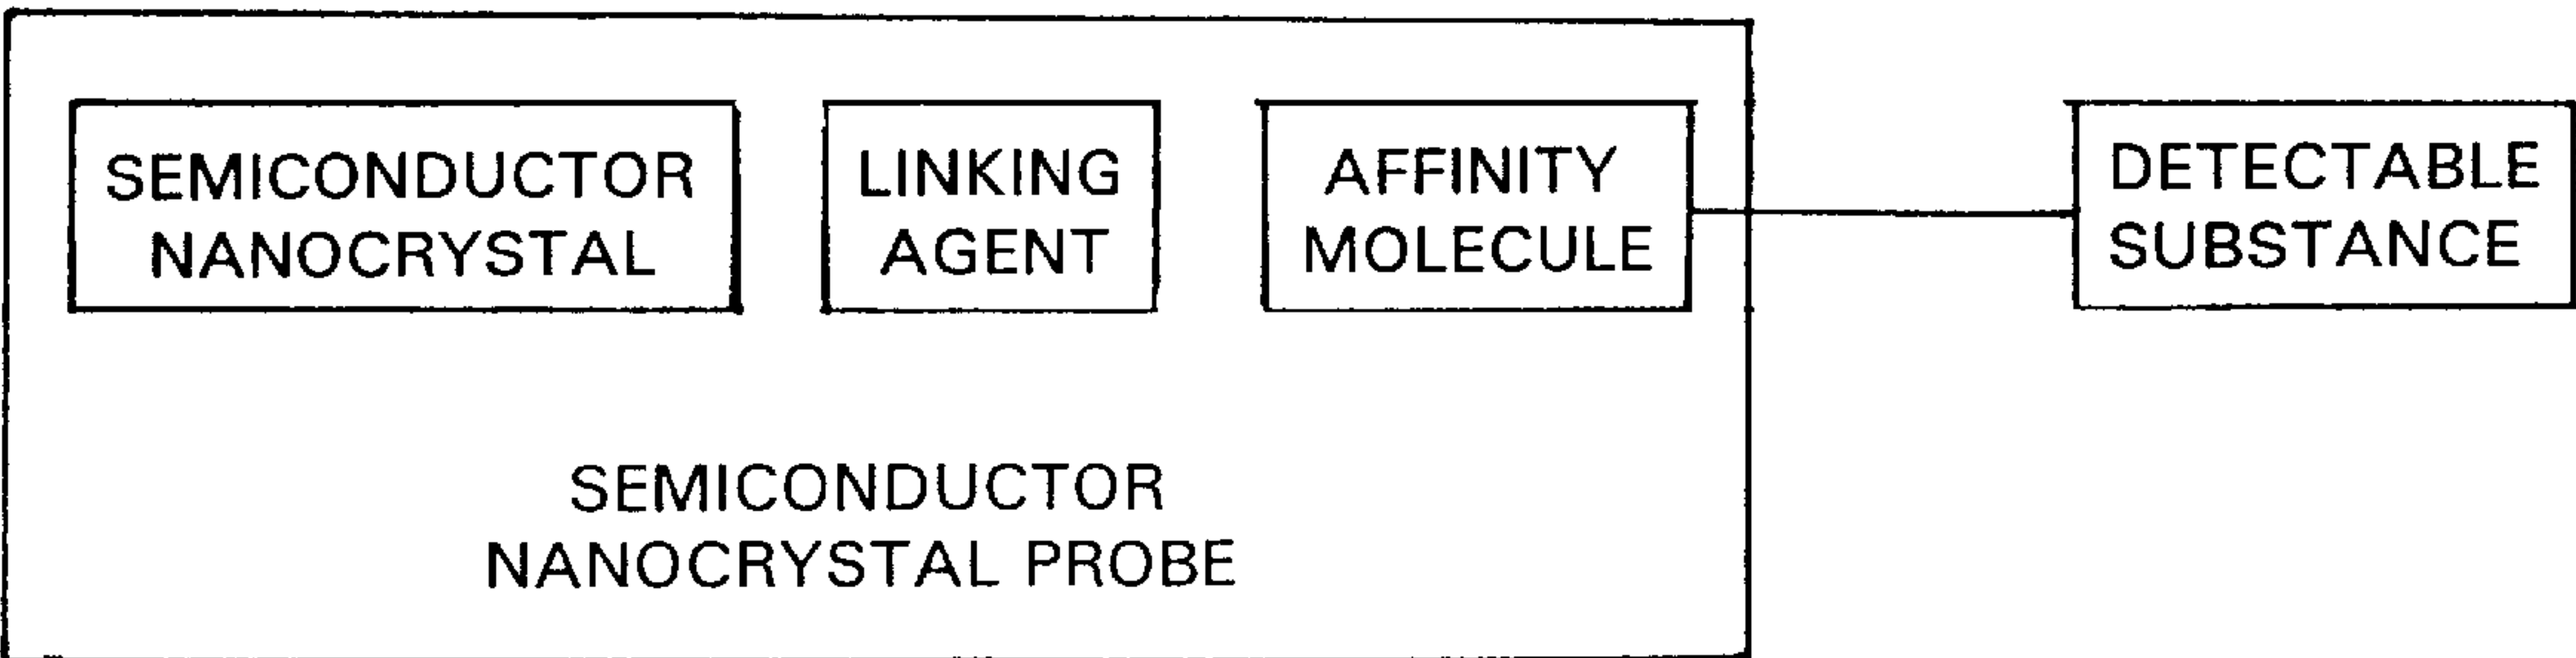 SEMICONDUCTOR
NANOCRYSTAL
LINKING
AGENT
AFFINITY
MOLECULE
DETECTABLE
SUBSTANCE
SEMICONDUCTOR
NANOCRYSTAL PROBE